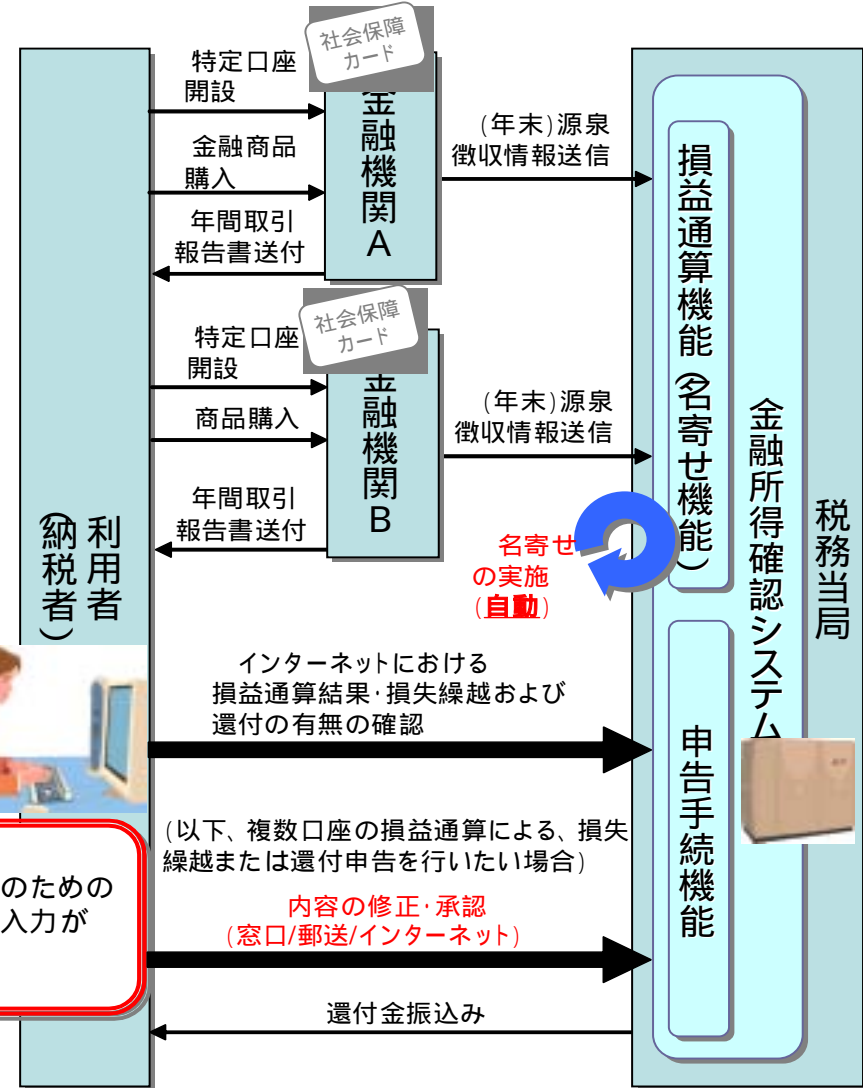 社会保障
カード
特定口座
開設
金融商品
購入
年間取引
報告書送付
金融機関A
(年末)源泉
徴収情報送信
社会保障
カード
特定口座
開設
商品購入
年間取引
報告書送付
金融機関B
(年末)源泉
徴収情報送信
名寄せ
の実施
(自動)
利用者
(納税者)
インターネットにおける
損益通算結果・損失繰越および
還付の有無の確認
(以下、複数口座の損益通算による、損失
繰越または還付申告を行いたい場合)
内容の修正・承認
(窓口/郵送/インターネット)
還付金振込み
のための
入力が
損益通算機能(名寄せ機能)
申告手続機能
金融所得確認システム
税務当局